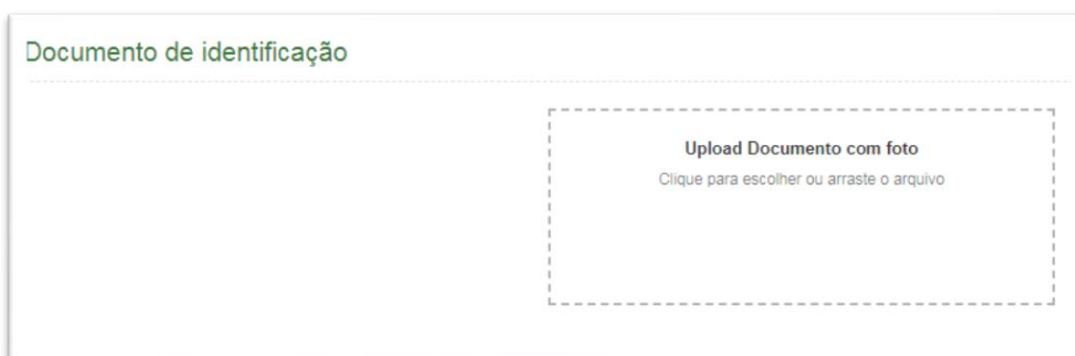 Documento de identificação
Upload Documento com foto
Clique para escolher ou arraste o arquivo